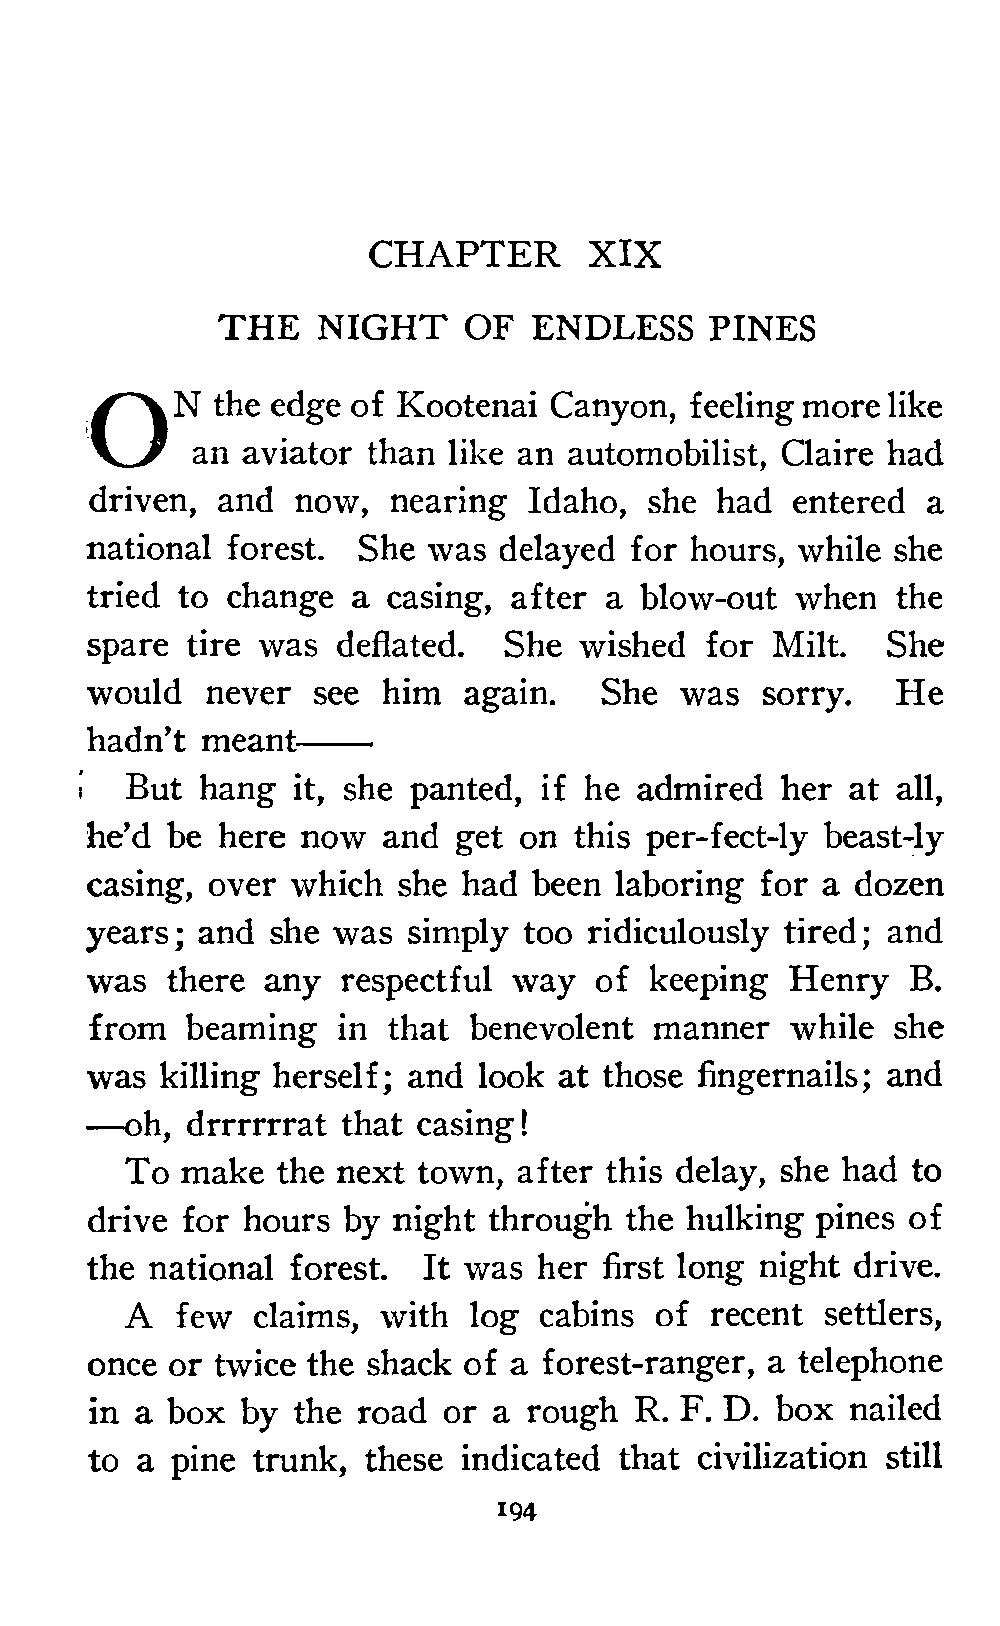 CHAPTER XIX
THE NIGHT OF ENDLESS PINES
ON the edge of Kootenai Canyon, feeling more like
an aviator than like an automobilist, Claire had
driven, and now, nearing Idaho, she had entered a
national forest. She was delayed for hours, while she
tried to change a casing, after a blow-out when the
spare tire was deflated. She wished for Milt. She
would never see him again. She was sorry. He
hadn't meant——
But hang it, she panted, if he admired her at all,
he'd be here now and get on this per-fect-ly beast-ly
casing, over which she had been laboring for a dozen
years; and she was simply too ridiculously tired; and
was there any respectful way of keeping Henry B.
from beaming in that benevolent manner while she
was killing herself; and look at those fingernails; and
—oh, drrrrrrat that casing!
To make the next town, after this delay, she had to
drive for hours by night through the hulking pines of
the national forest. It was her first long night drive.
A few claims, with log cabins of recent settlers,
once or twice the shack of a forest-ranger, a telephone
in a box by the road or a rough R. F. D. box nailed
to a pine trunk, these indicated that civilization still
194